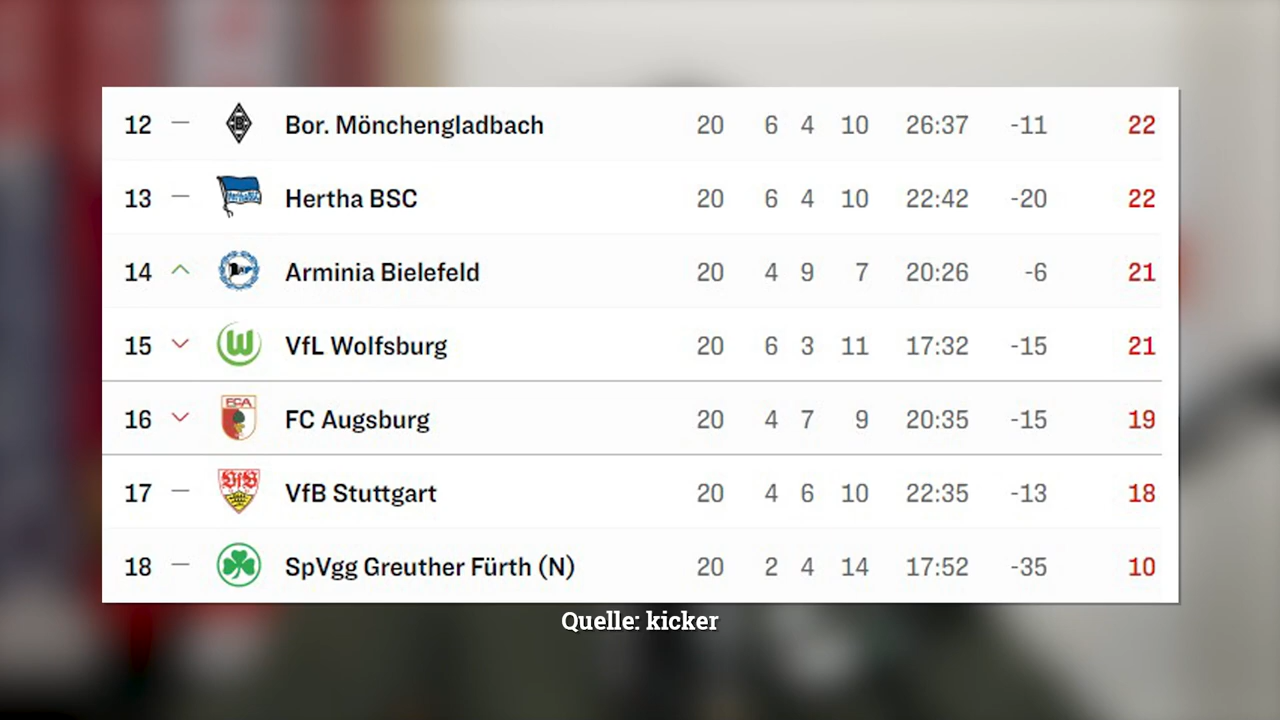 12 — Bor. Mönchengladbach 20 6 4 10 26:37 -11 22
13 — Hertha BSC 20 6 4 10 22:42 -20 22
14 Arminia Bielefeld 20 4 9 7 20:26 -6 21
15 VfL Wolfsburg 20 6 3 11 17:32 -15 21
16 FCA FC Augsburg 20 4 7 9 20:35 -15 19
17 — VfB VfB Stuttgart 20 4 6 10 22:35 -13 18
18 — SpVgg Greuther Fürth (N) 20 2 4 14 17:52 -35 10
Quelle: kicker